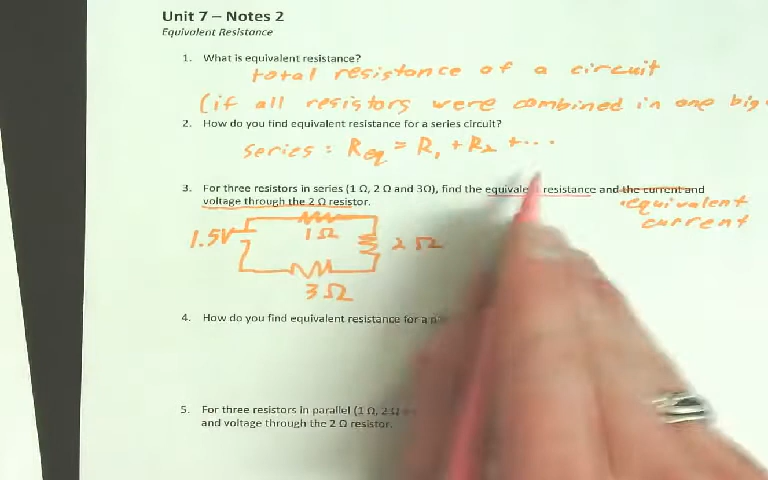 Unit 7 – Notes 2
Equivalent Resistance
1. What is equivalent resistance?
total resistance of a circuit
(if all resistors were combined in one big
2. How do you find equivalent resistance for a series circuit?
series : Req = R1 + R2 + ...
3. For three resistors in series (1 Ω, 2 Ω and 3Ω), find the equivale resistance and the current and
voltage through the 2 Ω resistor.
equivalent
current
1.5V
1Ω
2Ω
3Ω
4. How do you find equivalent resistance for a
5. For three resistors in parallel (1 Ω, 2 Ω
and voltage through the 2 Ω resistor.